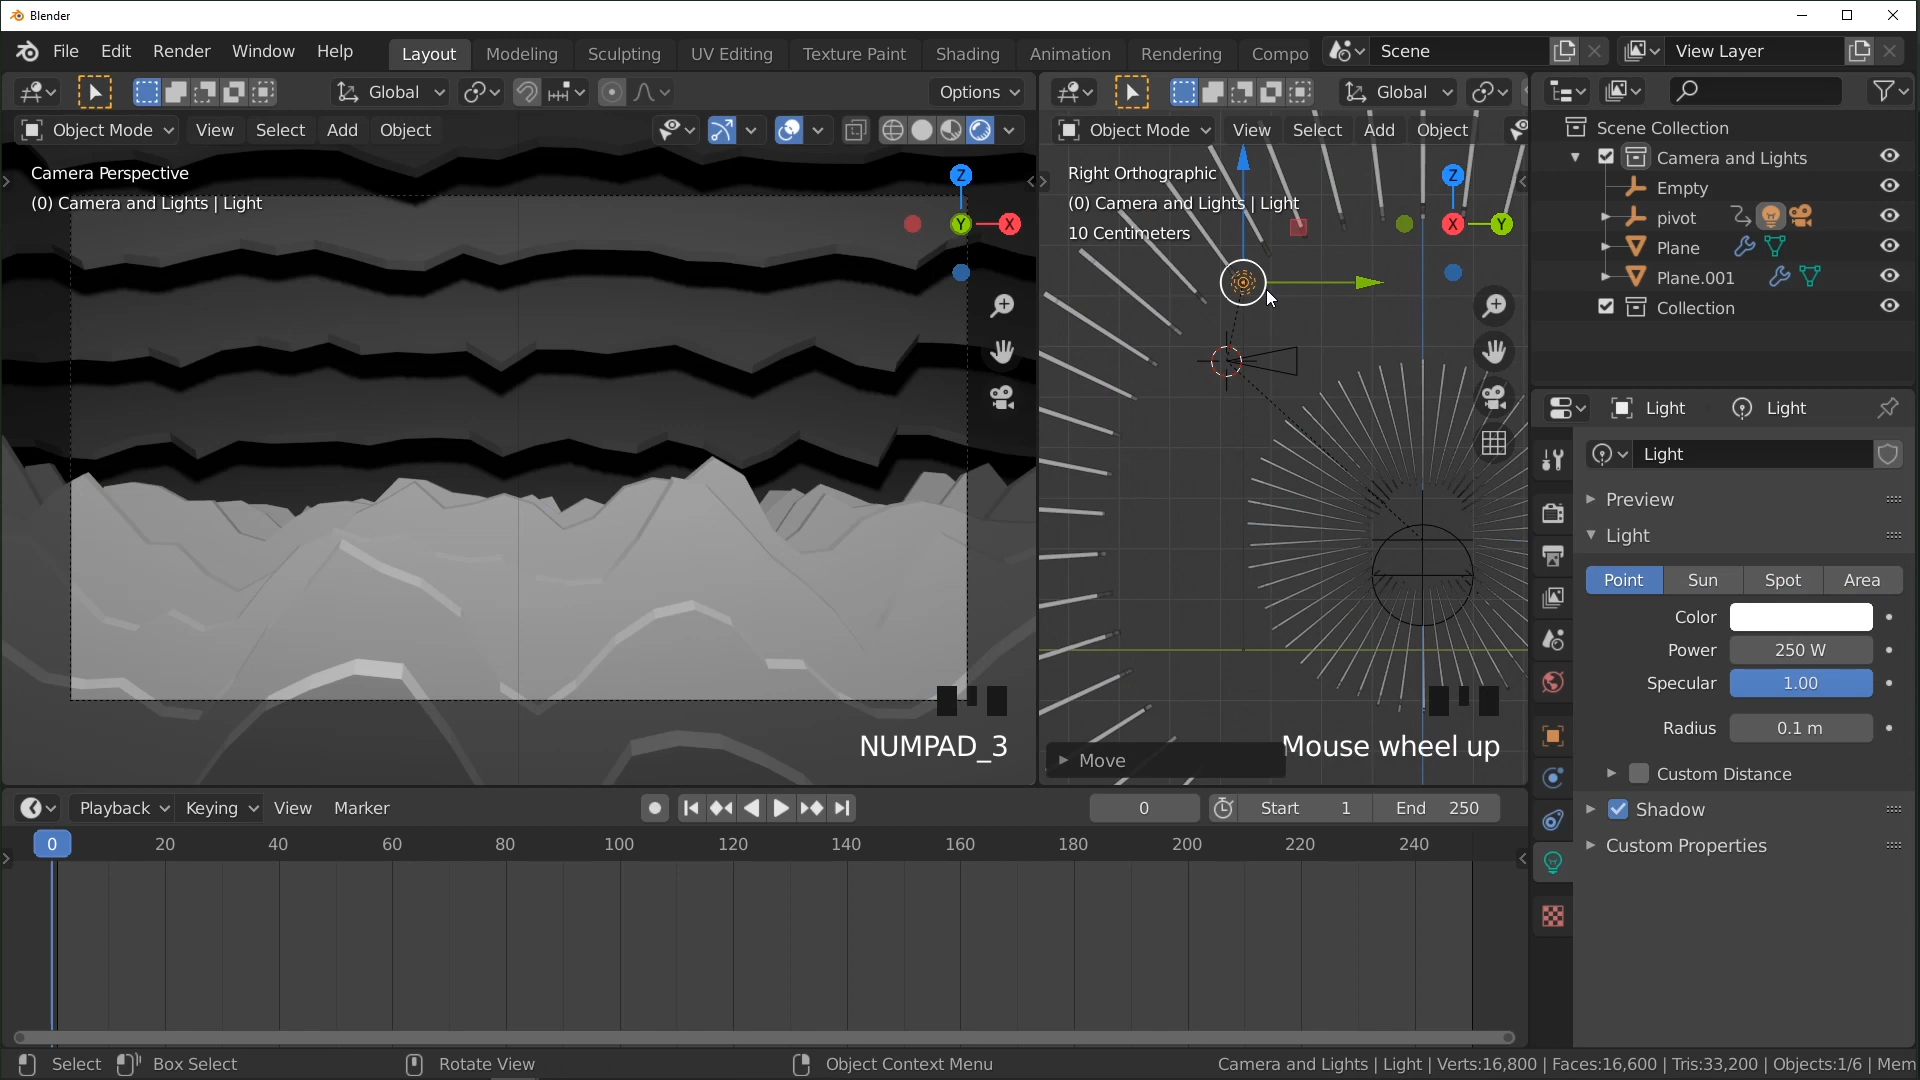 Blender
File Edit Render Window Help Layout Modeling Sculpting UV Editing Texture Paint Shading Animation Rendering Compo Scene View Layer
Global Options Global
Object Mode View Select Add Object Object Mode View Select Add Object
Camera Perspective
(0) Camera and Lights | Light
Z
Y
X
NUMPAD_3
Right Orthographic
(0) Camera and Lights | Light
10 Centimeters
Z
X
Y
Mouse wheel up
Move
Scene Collection
Camera and Lights
Empty
pivot
Plane
Plane.001
Collection
Light Light
Light
Preview
Light
Point Sun Spot Area
Color
Power 250 W
Specular 1.00
Radius 0.1 m
Custom Distance
Shadow
Custom Properties
Playback Keying View Marker 0 Start 1 End 250
0 20 40 60 80 100 120 140 160 180 200 220 240
Select Box Select Rotate View Object Context Menu Camera and Lights | Light | Verts:16,800 | Faces:16,600 | Tris:33,200 | Objects:1/6 | Mem